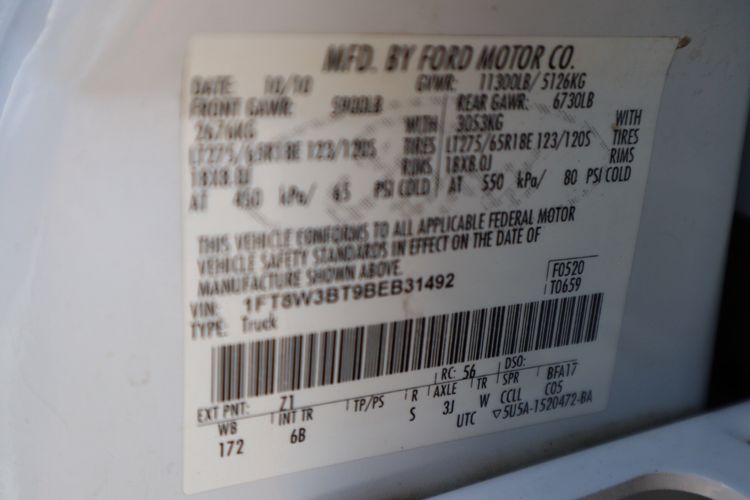 MFD. BY FORD MOTOR CO.
DATE: 10/10 GVWR: 11300LB/ 5126KG
FRONT GAWR: 5900LB REAR GAWR: 6730LB
2676KG WITH 3053KG WITH
LT275/65R18E 123/120S TIRES LT275/65R18E 123/120S TIRES
18X8.0J RIMS 18X8.0J RIMS
AT 450 kPa/ 65 PSI COLD AT 550 kPa/ 80 PSI COLD
THIS VEHICLE CONFORMS TO ALL APPLICABLE FEDERAL MOTOR
VEHICLE SAFETY STANDARDS IN EFFECT ON THE DATE OF
MANUFACTURE SHOWN ABOVE.
VIN: 1FT8W3BT9BEB31492 F0520
TYPE: Truck T0659
RC: 56 DSO:
EXT PNT: Z1 BFA17
WB INT TR TP/PS R AXLE TR SPR C05
172 6B S 3J W CCLL
UTC ▽5U5A-1520472-BA